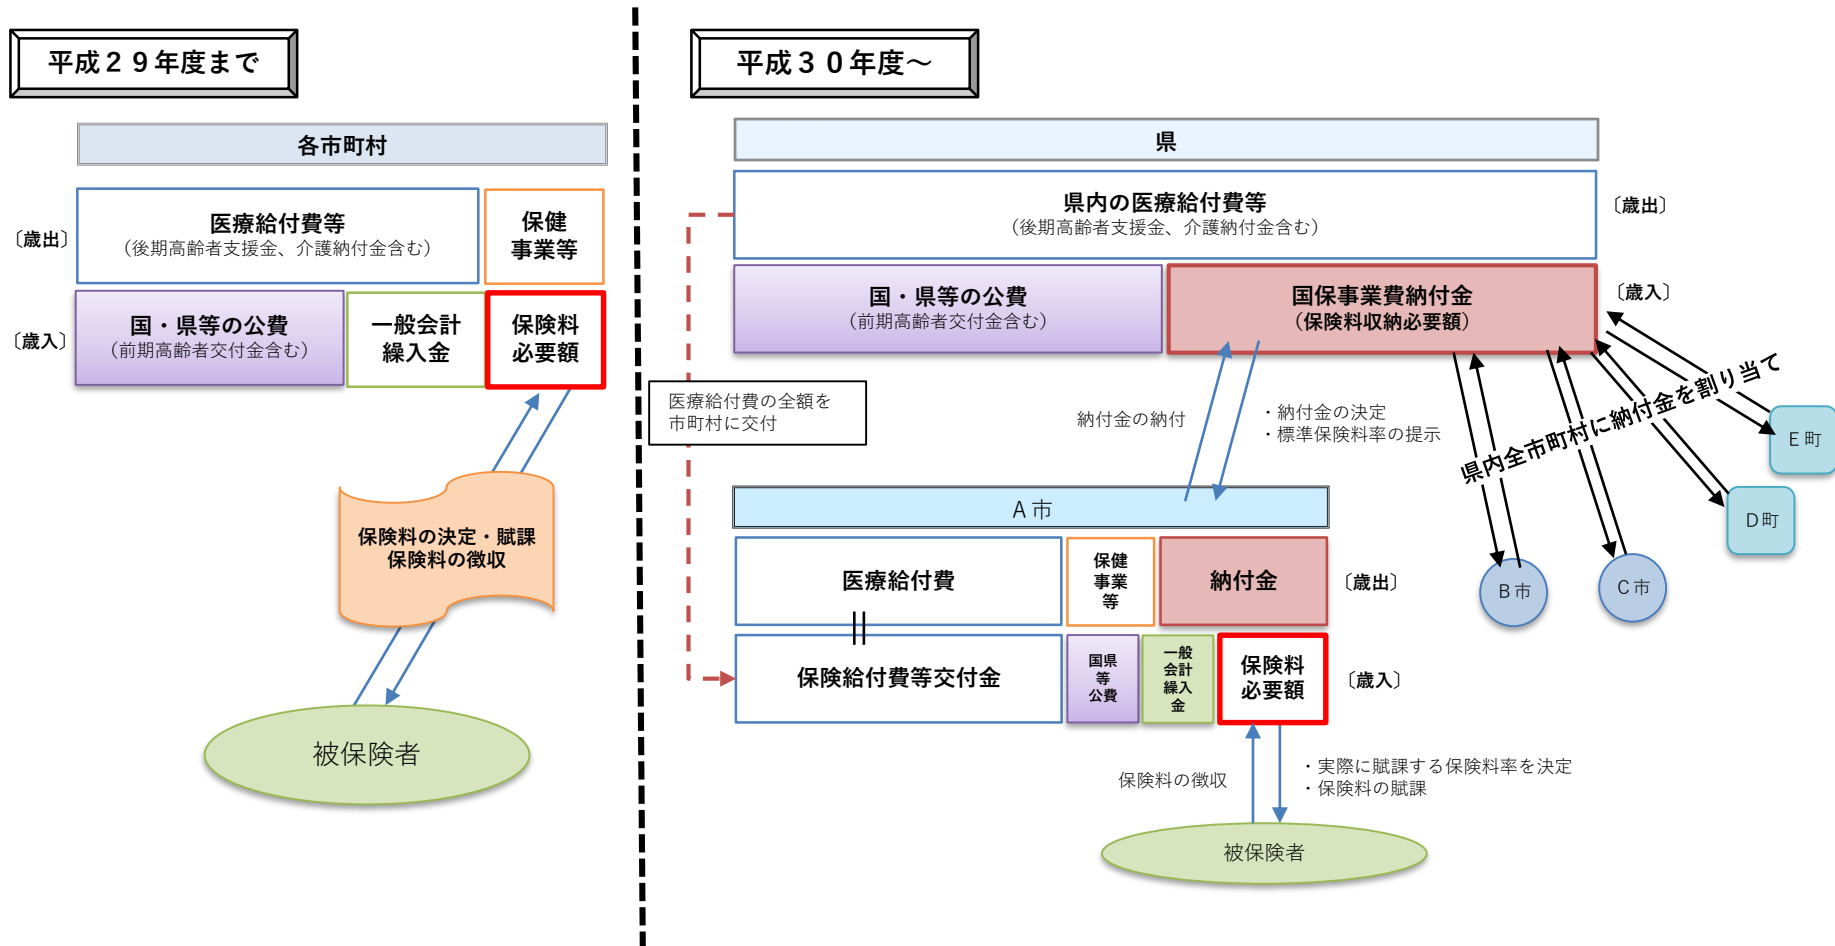 平成２９年度まで
各市町村
〔歳出〕
医療給付費等
（後期高齢者支援金、介護納付金含む）
保健
事業等
〔歳入〕
国・県等の公費
（前期高齢者交付金含む）
一般会計
繰入金
保険料
必要額
保険料の決定・賦課
保険料の徴収
被保険者
平成３０年度～
県
県内の医療給付費等
（後期高齢者支援金、介護納付金含む）
〔歳出〕
国・県等の公費
（前期高齢者交付金含む）
国保事業費納付金
（保険料収納必要額）
〔歳入〕
医療給付費の全額を
市町村に交付
納付金の納付
・納付金の決定
・標準保険料率の提示
県内全市町村に納付金を割り当て
Ｅ町
Ｄ町
Ｃ市
Ｂ市
Ａ市
医療給付費
保健
事業
等
納付金
〔歳出〕
保険給付費等交付金
国県
等
公費
一般
会計
繰入
金
保険料
必要額
〔歳入〕
保険料の徴収
・実際に賦課する保険料率を決定
・保険料の賦課
被保険者